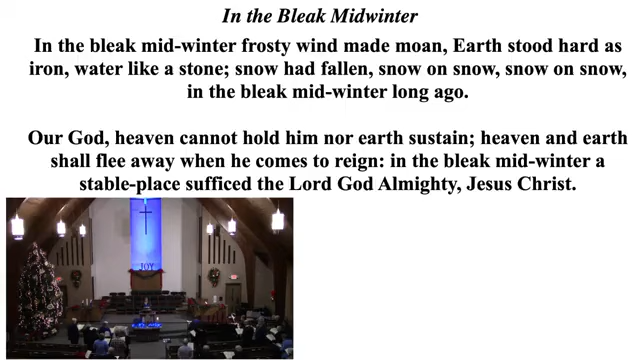 In the Bleak Midwinter
In the bleak mid-winter frosty wind made moan, Earth stood hard as
iron, water like a stone; snow had fallen, snow on snow, snow on snow,
in the bleak mid-winter long ago.
Our God, heaven cannot hold him nor earth sustain; heaven and earth
shall flee away when he comes to reign: in the bleak mid-winter a
stable-place sufficed the Lord God Almighty, Jesus Christ.
JOY